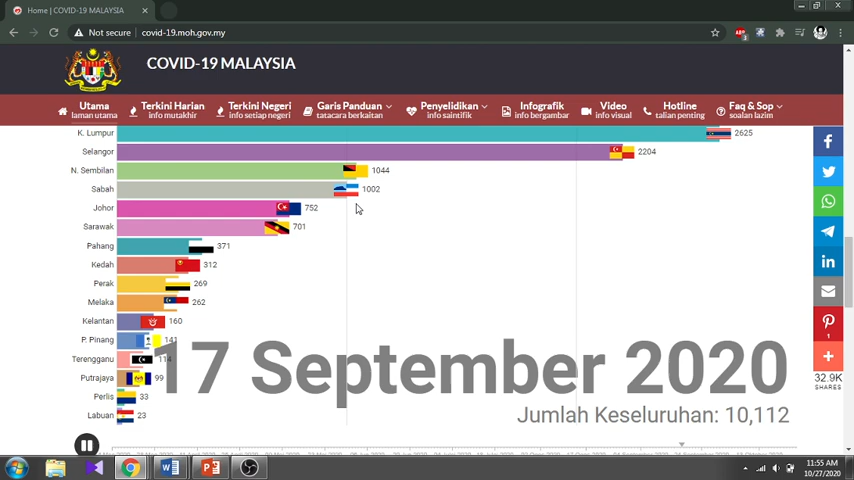 Home | COVID-19 MALAYSIA
Not secure | covid-19.moh.gov.my
COVID-19 MALAYSIA
Utama
laman utama
Terkini Harian
info mutakhir
Terkini Negeri
info setiap negeri
Garis Panduan
tatacara berkaitan
Penyelidikan
info saintifik
Infografik
info bergambar
Video
info visual
Hotline
talian penting
Faq & Sop
soalan lazim
K. Lumpur 2625
Selangor 2204
N. Sembilan 1044
Sabah 1002
Johor 752
Sarawak 701
Pahang 371
Kedah 312
Perak 269
Melaka 262
Kelantan 160
P. Pinang 141
Terengganu 114
Putrajaya 99
Perlis 33
Labuan 23
17 September 2020
Jumlah Keseluruhan: 10,112
1
32.9K
SHARES
11:55 AM
10/27/2020